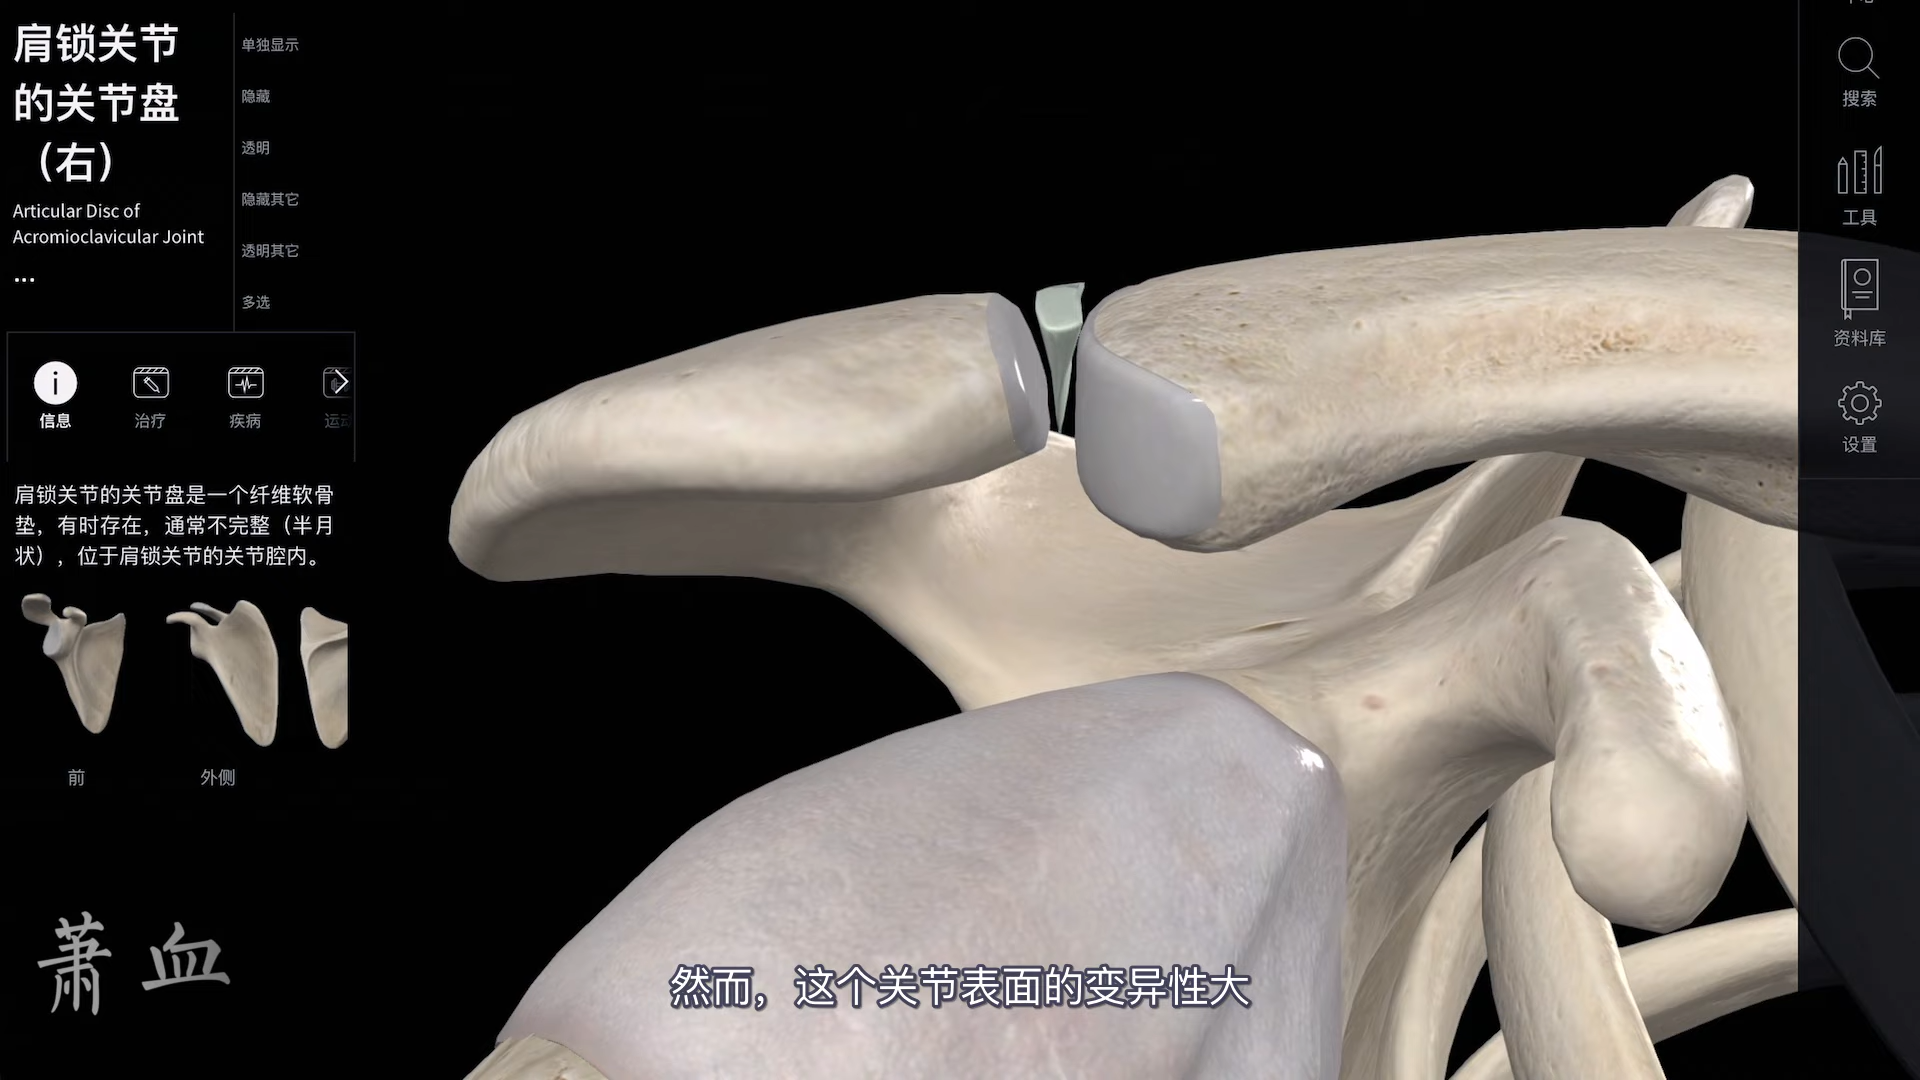 肩锁关节
的关节盘
（右）
Articular Disc of
Acromioclavicular Joint
...
单独显示
隐藏
透明
隐藏其它
透明其它
多选
信息
治疗
疾病
肩锁关节的关节盘是一个纤维软骨
垫，有时存在，通常不完整（半月
状），位于肩锁关节的关节腔内。
前
外侧
搜索
工具
资料库
设置
萧血
然而，这个关节表面的变异性大